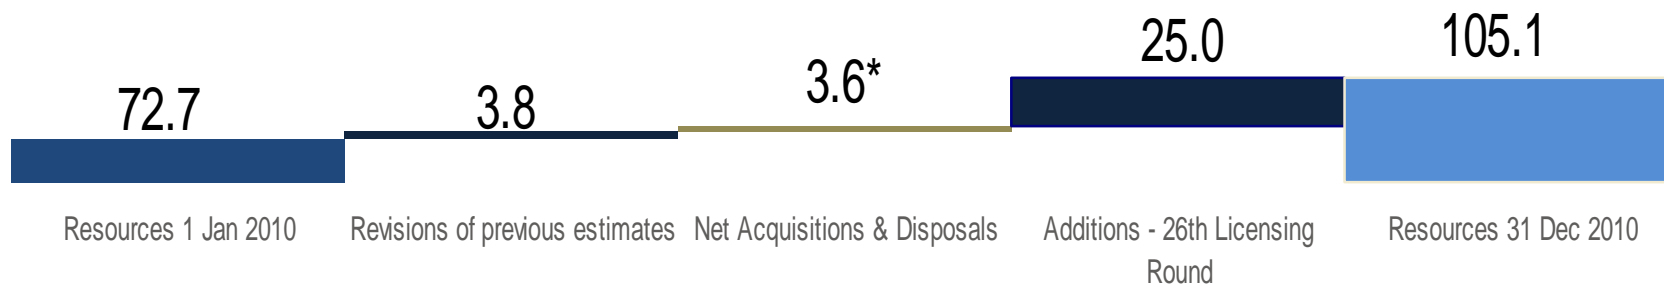 72.7
3.8
3.6*
25.0
105.1
Resources 1 Jan 2010
Revisions of previous estimates
Net Acquisitions & Disposals
Additions - 26th Licensing
Round
Resources 31 Dec 2010